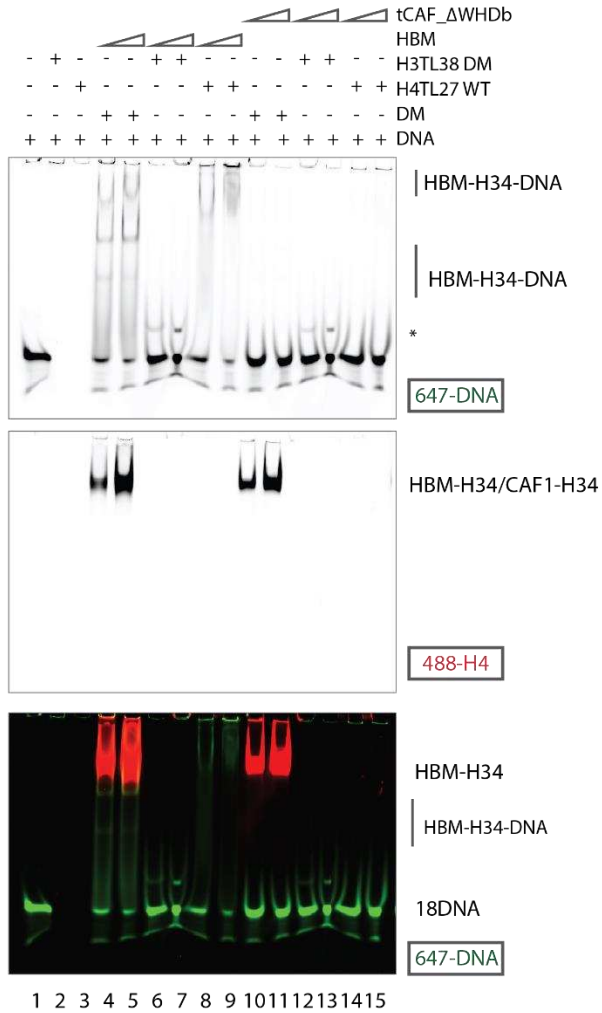 tCAF_ΔWHDb
HBM
- + - - - + + - - - - + + - - H3TL38 DM
- - + - - - - + + - - - - + + H4TL27 WT
- - - + + - - - - + + - - - - DM
+ + + + + + + + + + + + + + + DNA
HBM-H34-DNA
HBM-H34-DNA
*
647-DNA
HBM-H34/CAF1-H34
488-H4
HBM-H34
HBM-H34-DNA
18DNA
647-DNA
1 2 3 4 5 6 7 8 9 10 11 12 13 14 15